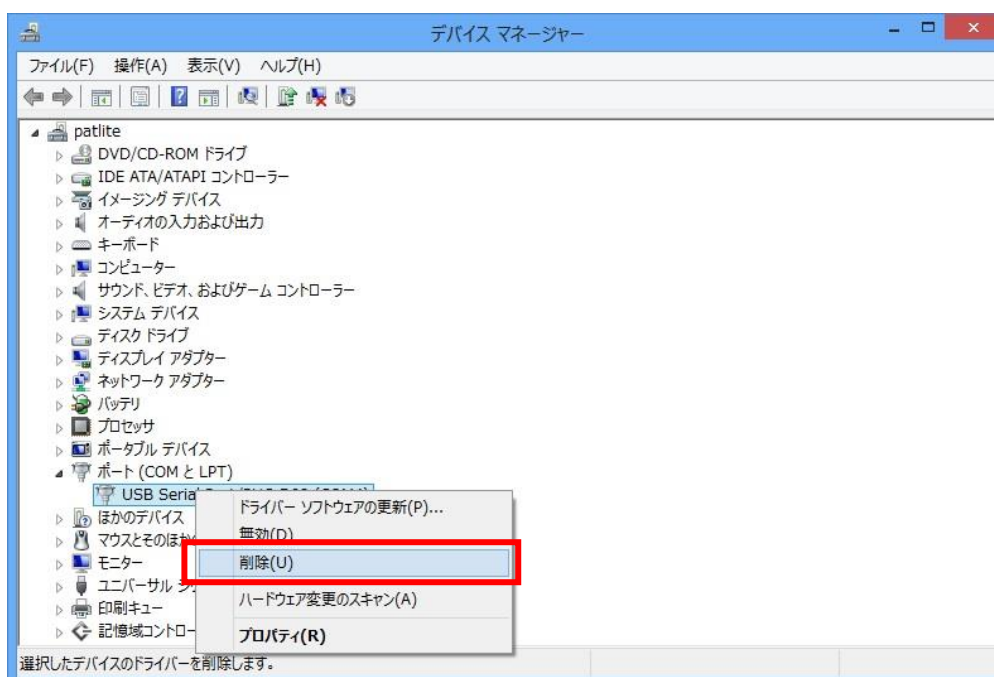 デバイス マネージャー
ファイル(F) 操作(A) 表示(V) ヘルプ(H)
patlite
DVD/CD-ROM ドライブ
IDE ATA/ATAPI コントローラー
イメージング デバイス
オーディオの入力および出力
キーボード
コンピューター
サウンド、ビデオ、およびゲーム コントローラー
システム デバイス
ディスク ドライブ
ディスプレイ アダプター
ネットワーク アダプター
バッテリ
プロセッサ
ポータブル デバイス
ポート (COM と LPT)
USB
ほかのデバイス
マウスとそのほか
モニター
ユニバーサル
印刷キュー
記憶域コントロー
ドライバー ソフトウェアの更新(P)...
無効(D)
削除(U)
ハードウェア変更のスキャン(A)
プロパティ(R)
選択したデバイスのドライバーを削除します。